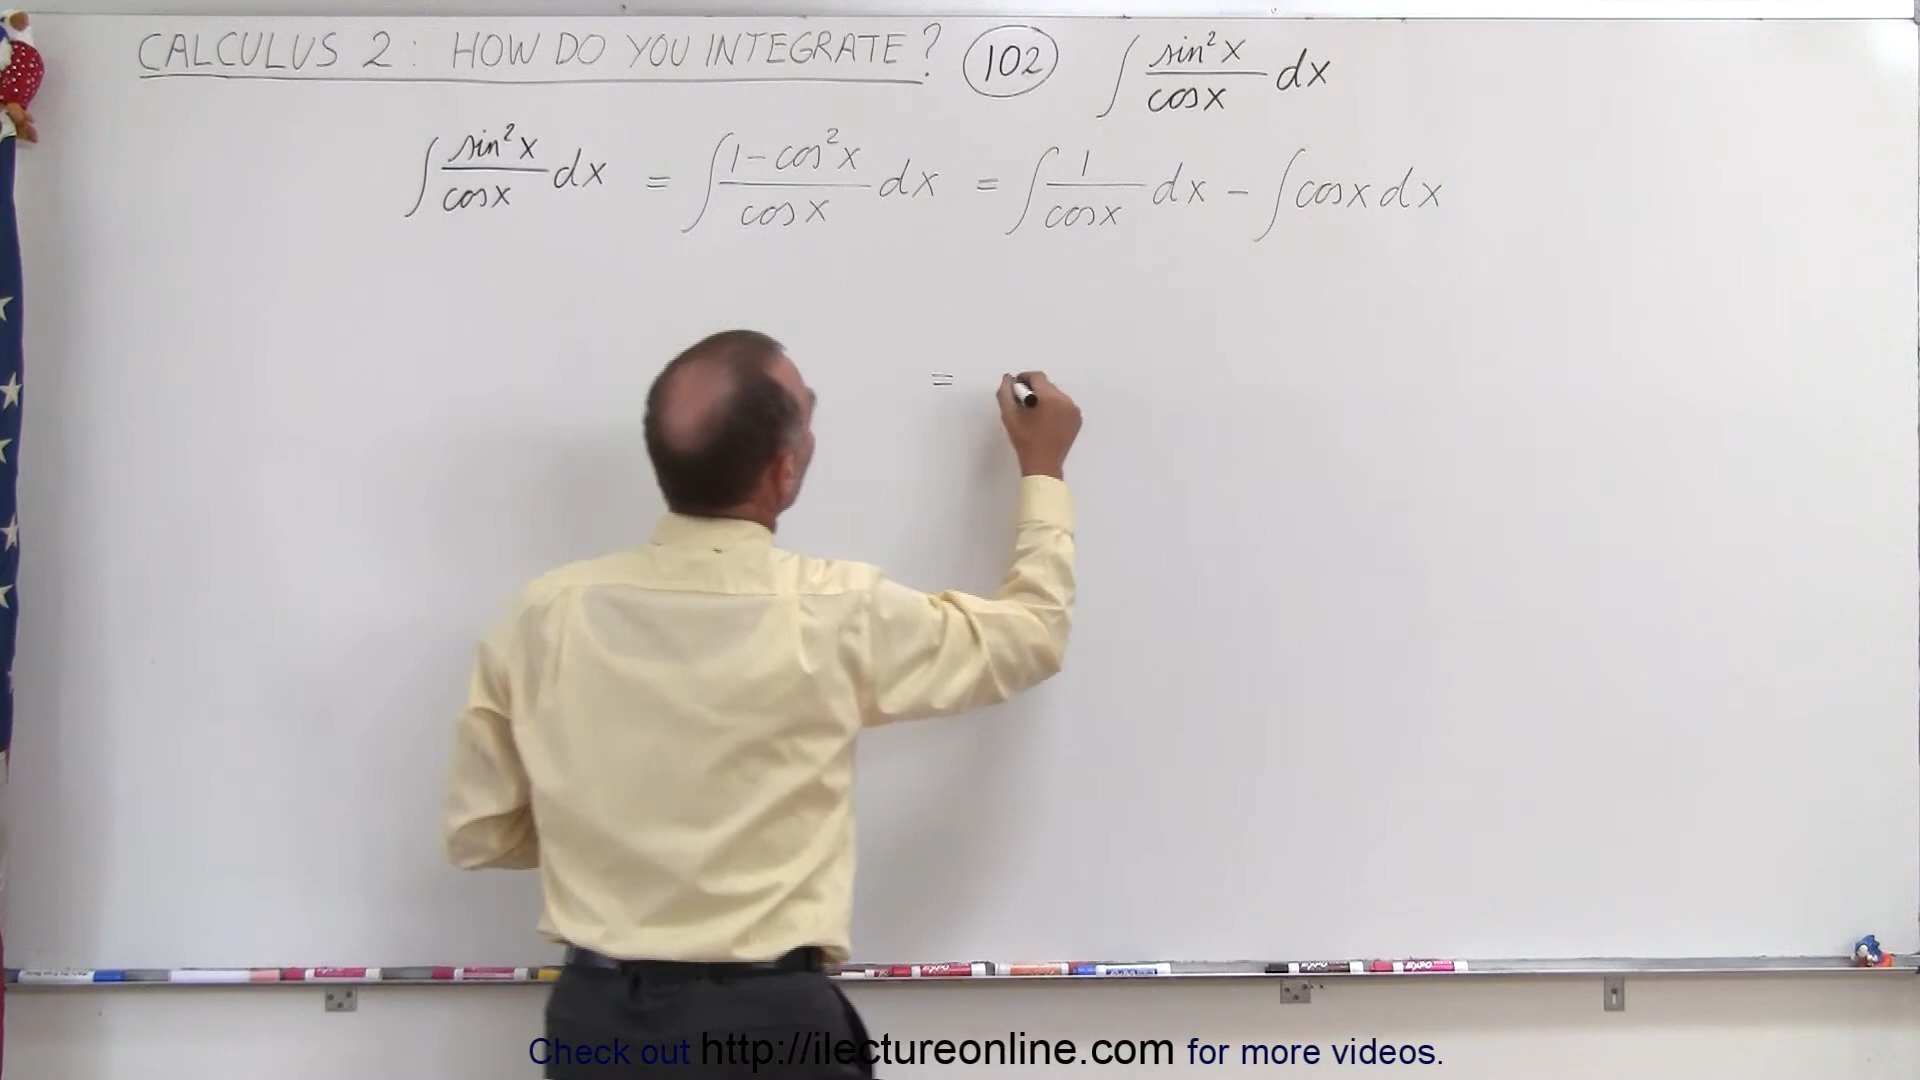 CALCULUS 2 : HOW DO YOU INTEGRATE ? 102 ∫ sin²x/cosx dx
∫ sin²x/cosx dx = ∫ 1-cos²x/cosx dx = ∫ 1/cosx dx - ∫ cosx dx
=
Check out http://ilectureonline.com for more videos.